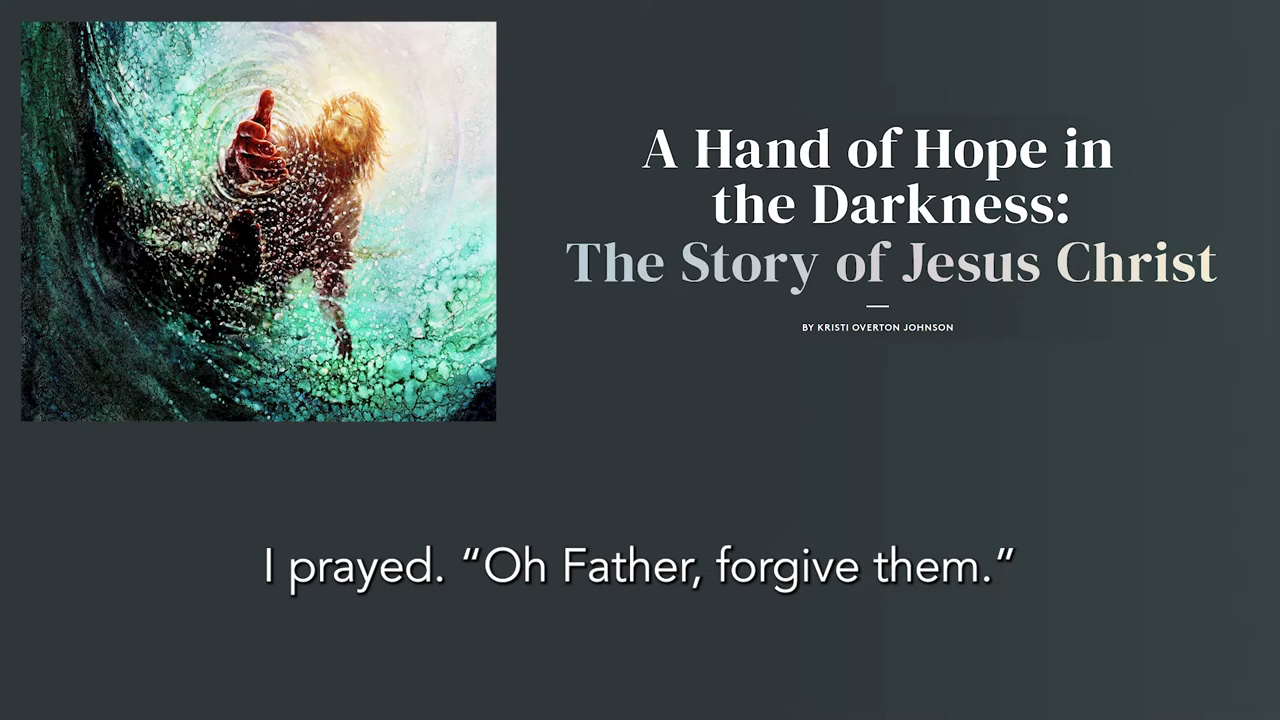 A Hand of Hope in
the Darkness:
The Story of Jesus Christ
BY KRISTI OVERTON JOHNSON
I prayed. “Oh Father, forgive them.”